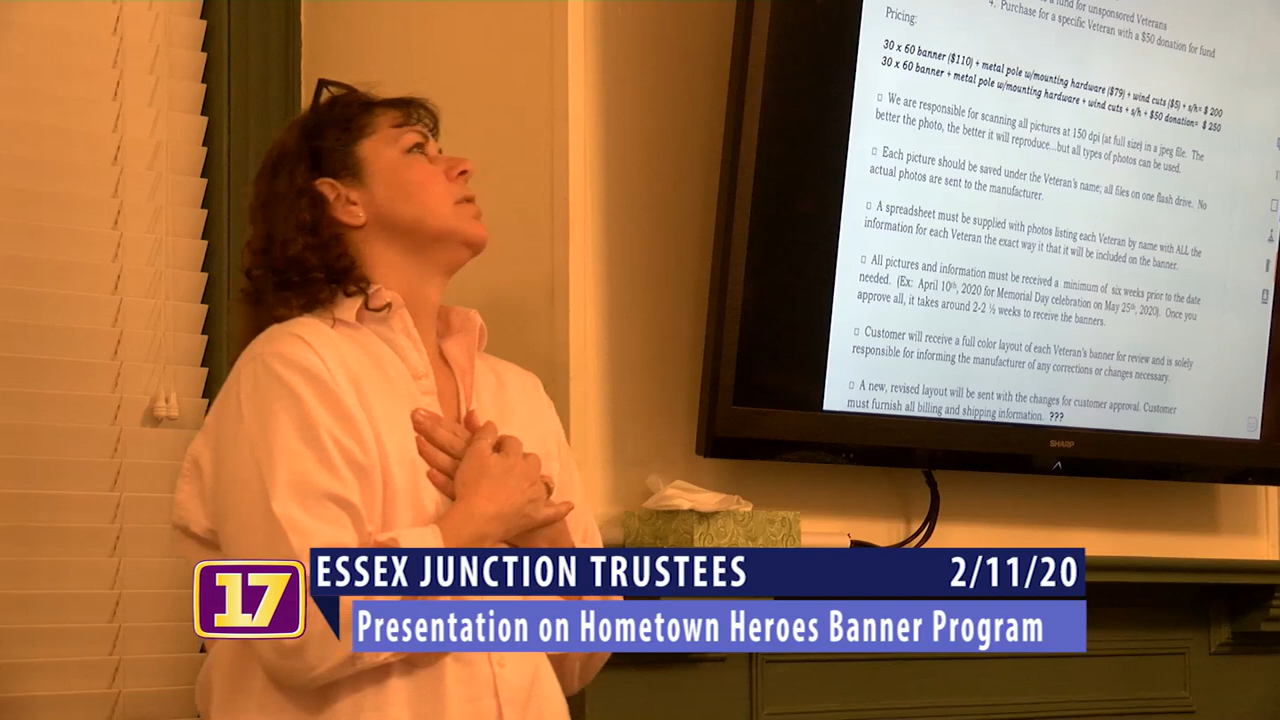 a fund for unsponsored Veterans
4. Purchase for a specific Veteran with a $50 donation for fund
Pricing:
30 x 60 banner ($110) + metal pole w/mounting hardware ($79) + wind cuts ($5) + s/h= $ 200
30 x 60 banner + metal pole w/mounting hardware + wind cuts + s/h + $50 donation= $ 250
□ We are responsible for scanning all pictures at 150 dpi (at full size) in a jpeg file. The
better the photo, the better it will reproduce...but all types of photos can be used.
□ Each picture should be saved under the Veteran's name; all files on one flash drive. No
actual photos are sent to the manufacturer.
□ A spreadsheet must be supplied with photos listing each Veteran by name with ALL the
information for each Veteran the exact way it that it will be included on the banner.
□ All pictures and information must be received a minimum of six weeks prior to the date
needed. (Ex: April 10th, 2020 for Memorial Day celebration on May 25th, 2020). Once you
approve all, it takes around 2-2 ½ weeks to receive the banners.
□ Customer will receive a full color layout of each Veteran's banner for review and is solely
responsible for informing the manufacturer of any corrections or changes necessary.
□ A new, revised layout will be sent with the changes for customer approval. Customer
must furnish all billing and shipping information. ???
SHARP
17
ESSEX JUNCTION TRUSTEES 2/11/20
Presentation on Hometown Heroes Banner Program